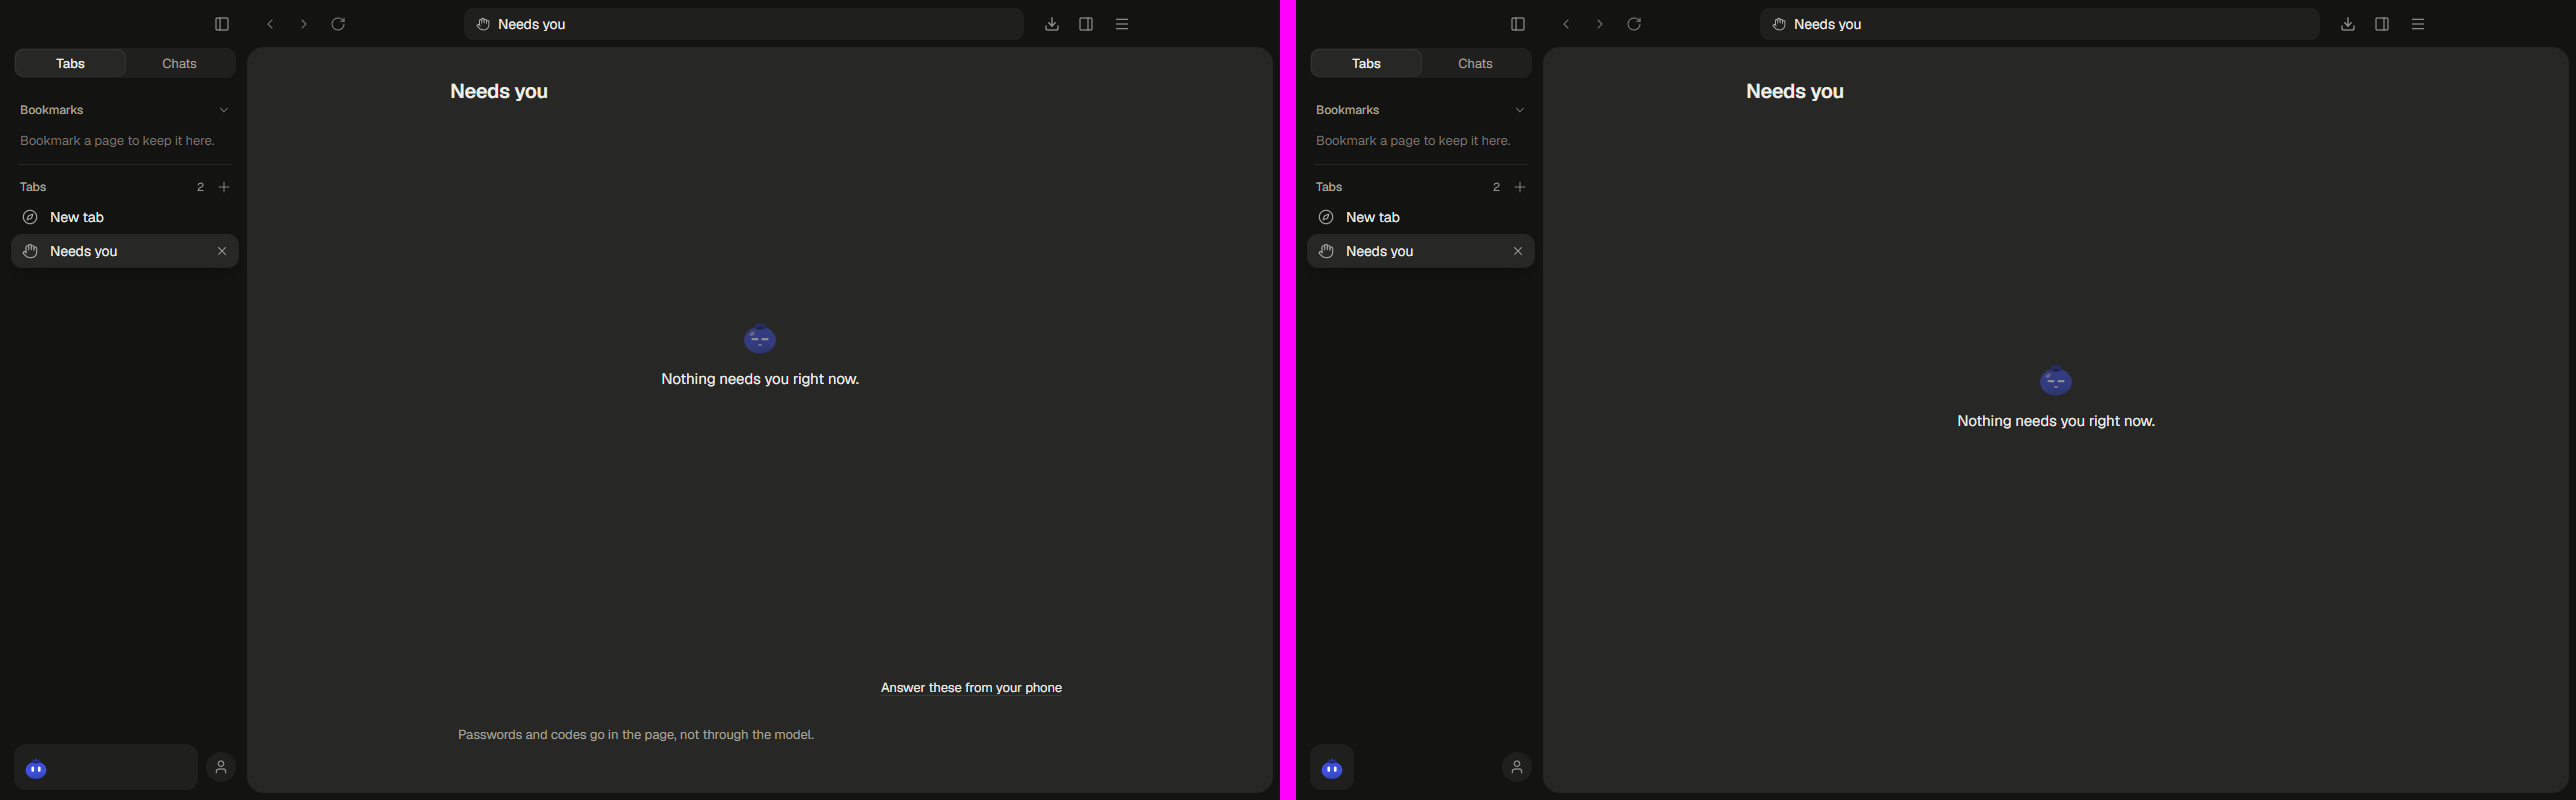 Needs you
Tabs
Chats
Bookmarks
Bookmark a page to keep it here.
Tabs 2
New tab
Needs you
Needs you
Nothing needs you right now.
Answer these from your phone
Passwords and codes go in the page, not through the model.
Needs you
Tabs
Chats
Bookmarks
Bookmark a page to keep it here.
Tabs 2
New tab
Needs you
Needs you
Nothing needs you right now.